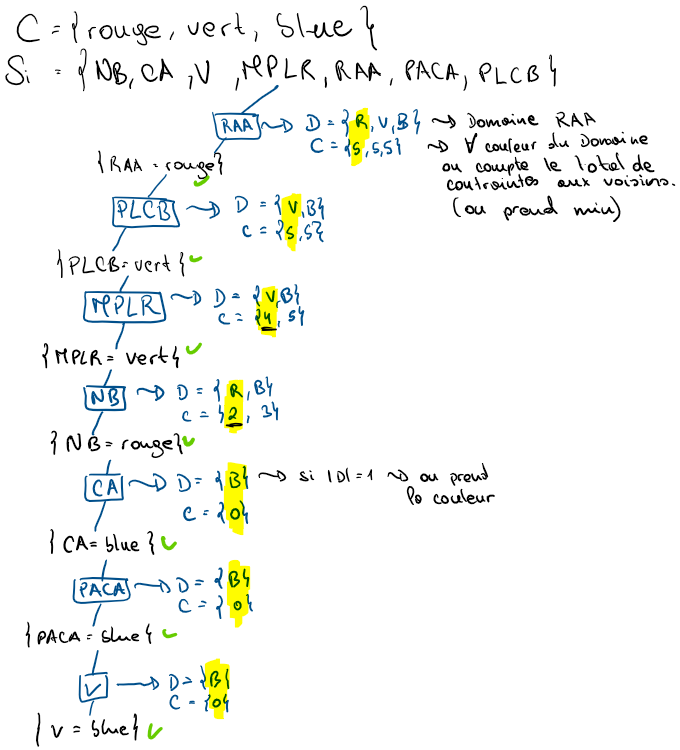 C = {rouge, vert, blue}
Si = {NB, CA, V, MPLR, RAA, PACA, PLCB}
RAA → D = {R, V, B} → Domaine RAA
C = {5, 5, 5} → ∀ couleur du Domaine
on compte le total de
contraintes aux voisins.
(on prend min)
{RAA = rouge}
PLCB → D = {V, B}
C = {5, 5}
{PLCB = vert}
MPLR → D = {V, B}
C = {4, 5}
{MPLR = vert}
NB → D = {R, B}
C = {2, 3}
{NB = rouge}
CA → D = {B} → si |D| = 1 → on prend
C = {0} la couleur
{CA = blue}
PACA → D = {B}
C = {0}
{PACA = blue}
V → D = {B}
C = {0}
{V = blue}